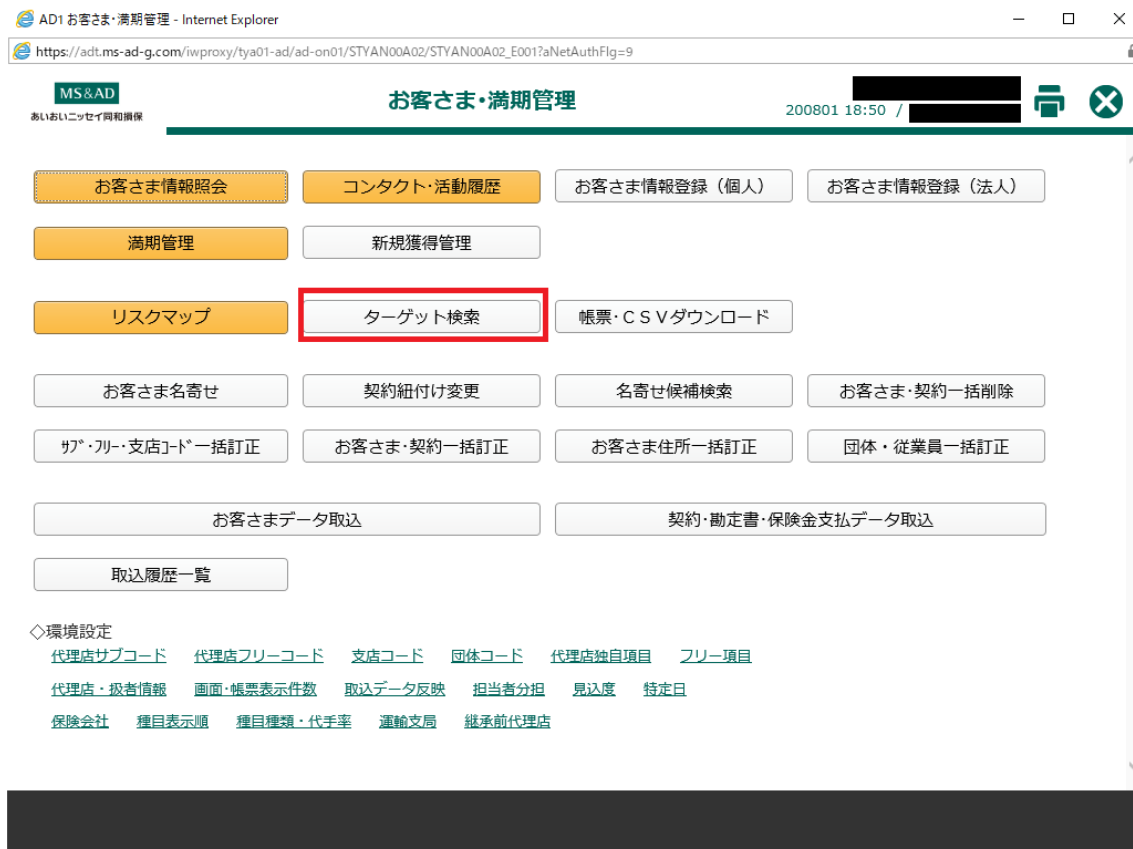 AD1 お客さま・満期管理 - Internet Explorer
https://adt.ms-ad-g.com/iwproxy/tya01-ad/ad-on01/STYAN00A02/STYAN00A02_E001?aNetAuthFlg=9
MS&AD
あいおいニッセイ同和損保
お客さま・満期管理
200801 18:50 /
お客さま情報照会 コンタクト・活動履歴 お客さま情報登録（個人） お客さま情報登録（法人）
満期管理 新規獲得管理
リスクマップ ターゲット検索 帳票・ＣＳＶダウンロード
お客さま名寄せ 契約紐付け変更 名寄せ候補検索 お客さま・契約一括削除
ｻﾌﾞ・ﾌﾘｰ・支店ｺｰﾄﾞ一括訂正 お客さま・契約一括訂正 お客さま住所一括訂正 団体・従業員一括訂正
お客さまデータ取込 契約・勘定書・保険金支払データ取込
取込履歴一覧
◇環境設定
代理店サブコード 代理店フリーコード 支店コード 団体コード 代理店独自項目 フリー項目
代理店・扱者情報 画面・帳票表示件数 取込データ反映 担当者分担 見込度 特定日
保険会社 種目表示順 種目種類・代手率 運輸支局 継承前代理店